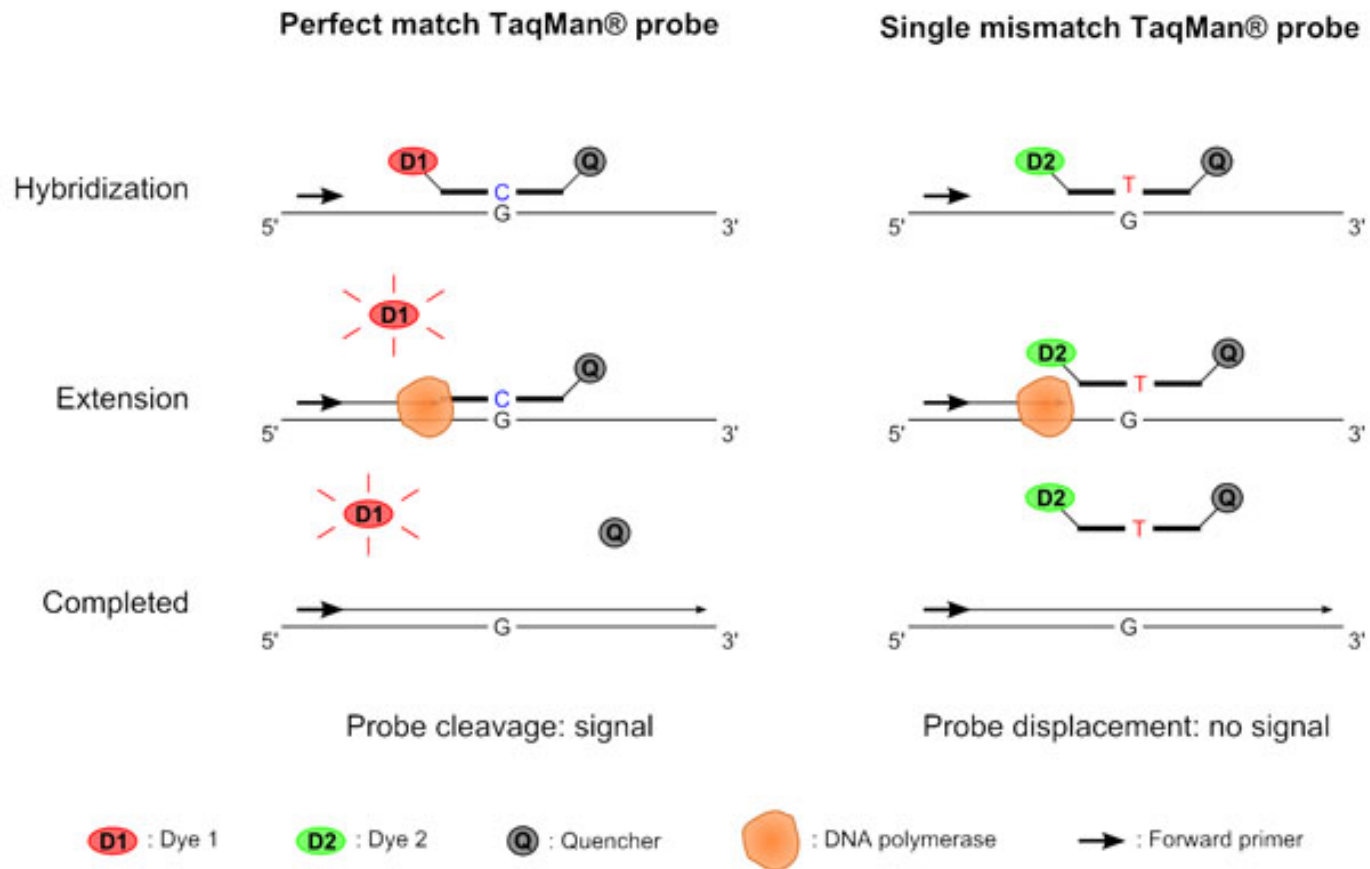 Perfect match TaqMan® probe
Single mismatch TaqMan® probe
Hybridization
D1
Q
C
G
5'
3'
D2
Q
T
G
5'
3'
D1
Extension
Q
C
G
5'
3'
D2
Q
T
G
5'
3'
D1
Q
D2
Q
T
Completed
G
5'
3'
G
5'
3'
Probe cleavage: signal
Probe displacement: no signal
D1 : Dye 1
D2 : Dye 2
Q : Quencher
: DNA polymerase
: Forward primer